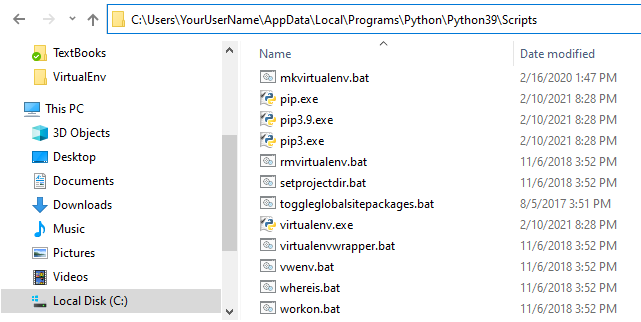 C:\Users\YourUserName\AppData\Local\Programs\Python\Python39\Scripts
TextBooks
VirtualEnv
This PC
3D Objects
Desktop
Documents
Downloads
Music
Pictures
Videos
Local Disk (C:)
Name Date modified
mkvirtualenv.bat 2/16/2020 1:47 PM
pip.exe 2/10/2021 8:28 PM
pip3.9.exe 2/10/2021 8:28 PM
pip3.exe 2/10/2021 8:28 PM
rmvirtualenv.bat 11/6/2018 3:52 PM
setprojectdir.bat 11/6/2018 3:52 PM
toggleglobalsitepackages.bat 8/5/2017 3:51 PM
virtualenv.exe 2/10/2021 8:28 PM
virtualenvwrapper.bat 11/6/2018 3:52 PM
vwenv.bat 11/6/2018 3:52 PM
whereis.bat 11/6/2018 3:52 PM
workon.bat 11/6/2018 3:52 PM